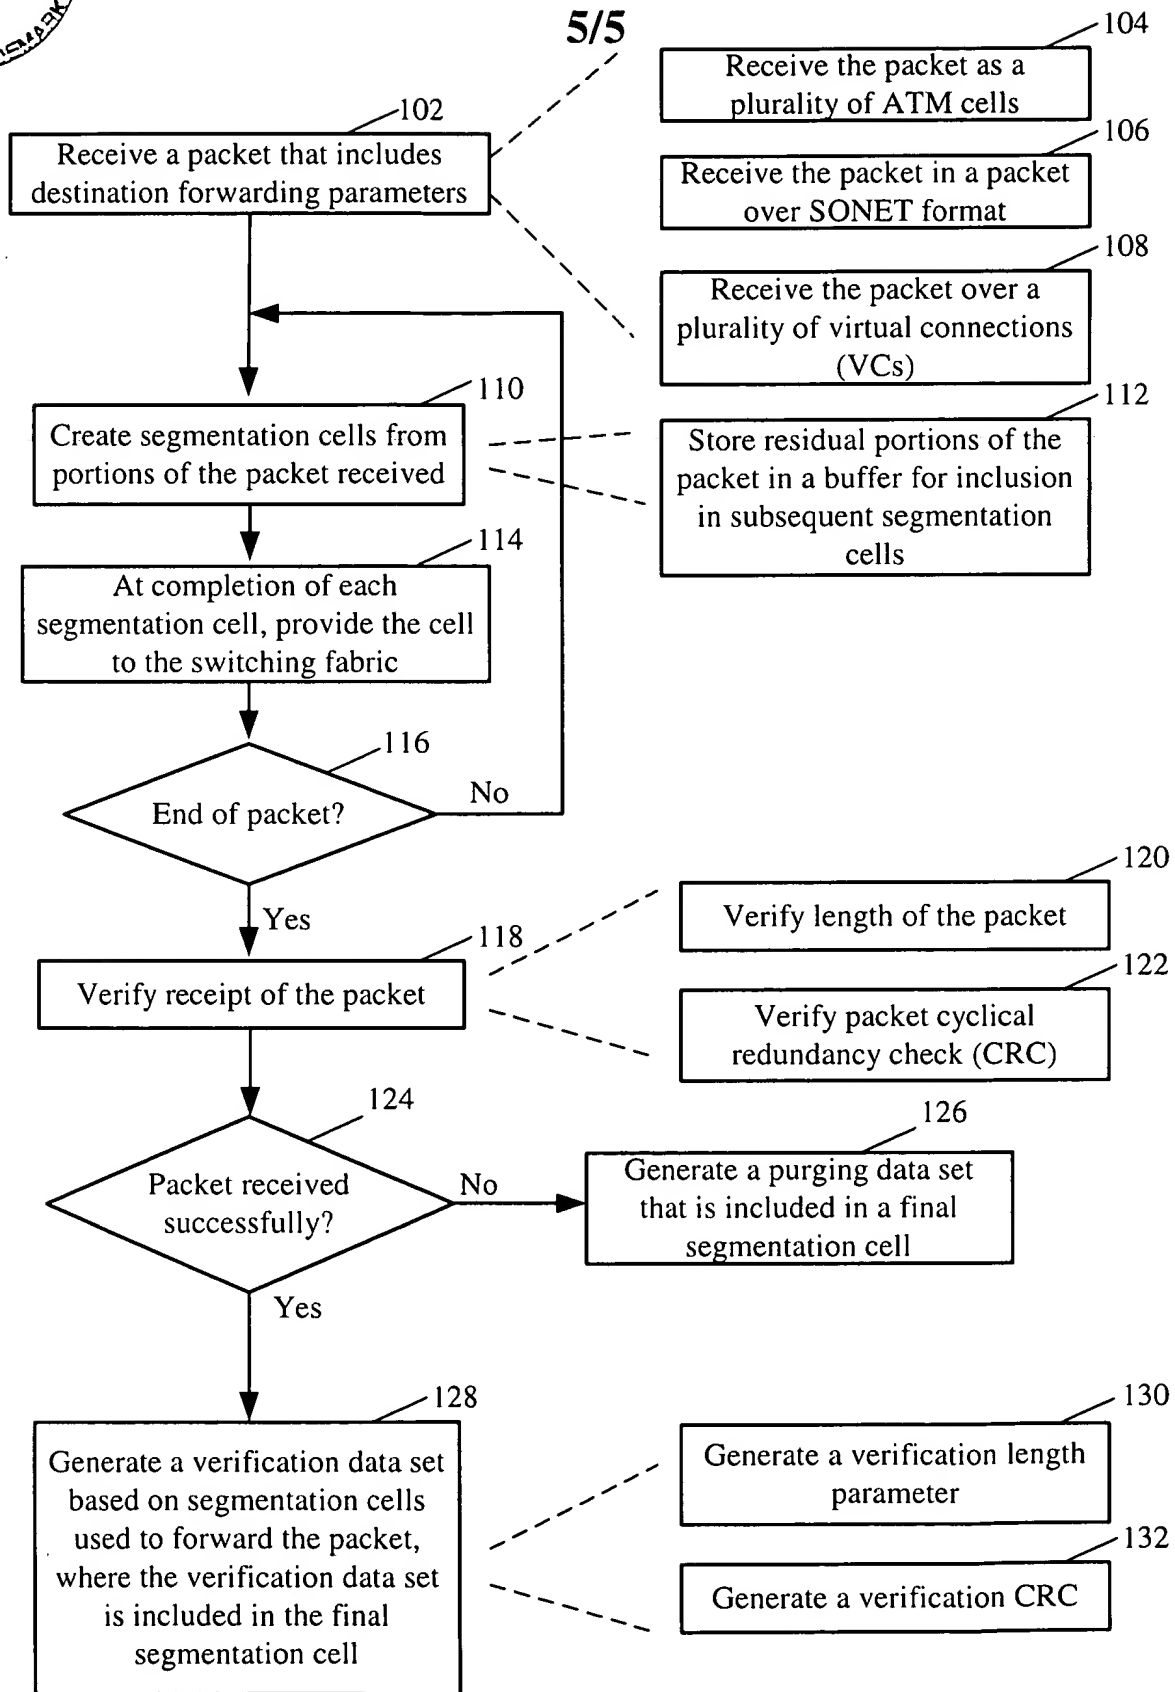 5/5
104
Receive the packet as a
plurality of ATM cells
102
Receive a packet that includes
destination forwarding parameters
106
Receive the packet in a packet
over SONET format
108
Receive the packet over a
plurality of virtual connections
(VCs)
110
Create segmentation cells from
portions of the packet received
112
Store residual portions of the
packet in a buffer for inclusion
in subsequent segmentation
cells
114
At completion of each
segmentation cell, provide the cell
to the switching fabric
116
End of packet?
No
Yes
118
Verify receipt of the packet
120
Verify length of the packet
122
Verify packet cyclical
redundancy check (CRC)
124
Packet received
successfully?
No
126
Generate a purging data set
that is included in a final
segmentation cell
Yes
128
Generate a verification data set
based on segmentation cells
used to forward the packet,
where the verification data set
is included in the final
segmentation cell
130
Generate a verification length
parameter
132
Generate a verification CRC